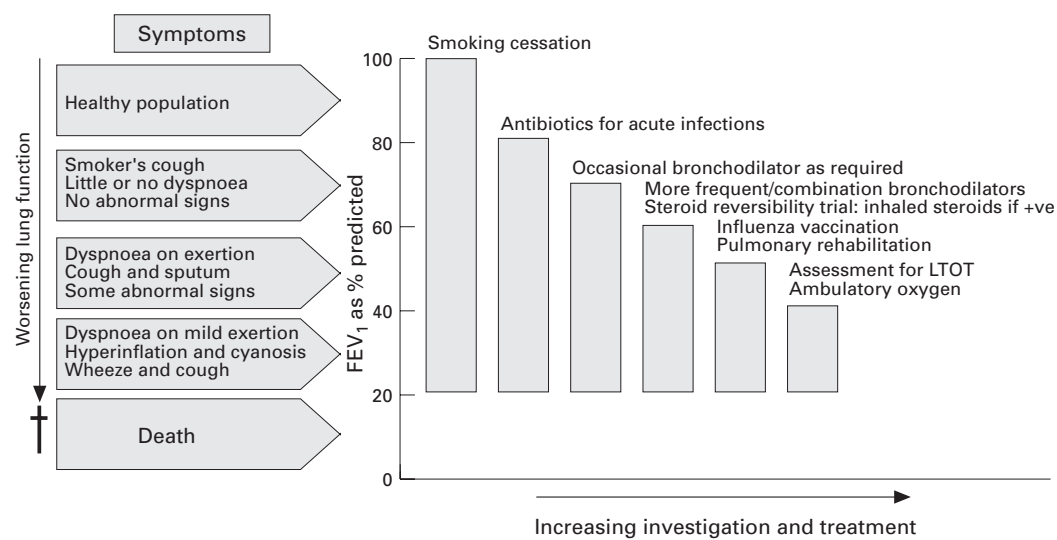 Symptoms
Worsening lung function
Healthy population
Smoker's cough
Little or no dyspnoea
No abnormal signs
Dyspnoea on exertion
Cough and sputum
Some abnormal signs
Dyspnoea on mild exertion
Hyperinflation and cyanosis
Wheeze and cough
Death
FEV₁ as % predicted
100
80
60
40
20
0
Smoking cessation
Antibiotics for acute infections
Occasional bronchodilator as required
More frequent/combination bronchodilators
Steroid reversibility trial: inhaled steroids if +ve
Influenza vaccination
Pulmonary rehabilitation
Assessment for LTOT
Ambulatory oxygen
Increasing investigation and treatment